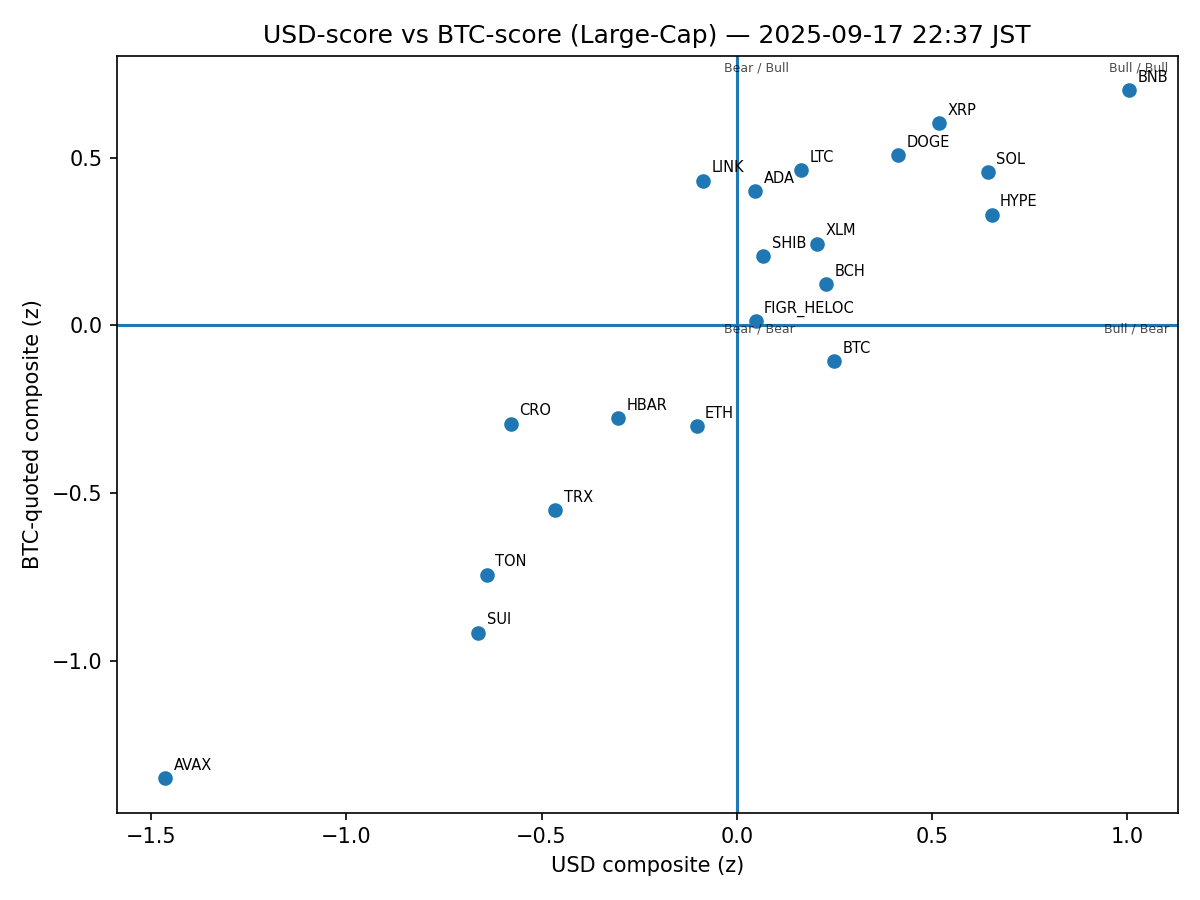 USD-score vs BTC-score (Large-Cap) — 2025-09-17 22:37 JST
Bear / Bull
Bull / Bull
BNB
XRP
DOGE
LTC
SOL
LINK
ADA
HYPE
XLM
SHIB
BCH
FIGR_HELOC
Bear / Bear
Bull / Bear
BTC
CRO
HBAR
ETH
TRX
TON
SUI
AVAX
0.5
0.0
−0.5
−1.0
BTC-quoted composite (z)
−1.5
−1.0
−0.5
0.0
0.5
1.0
USD composite (z)